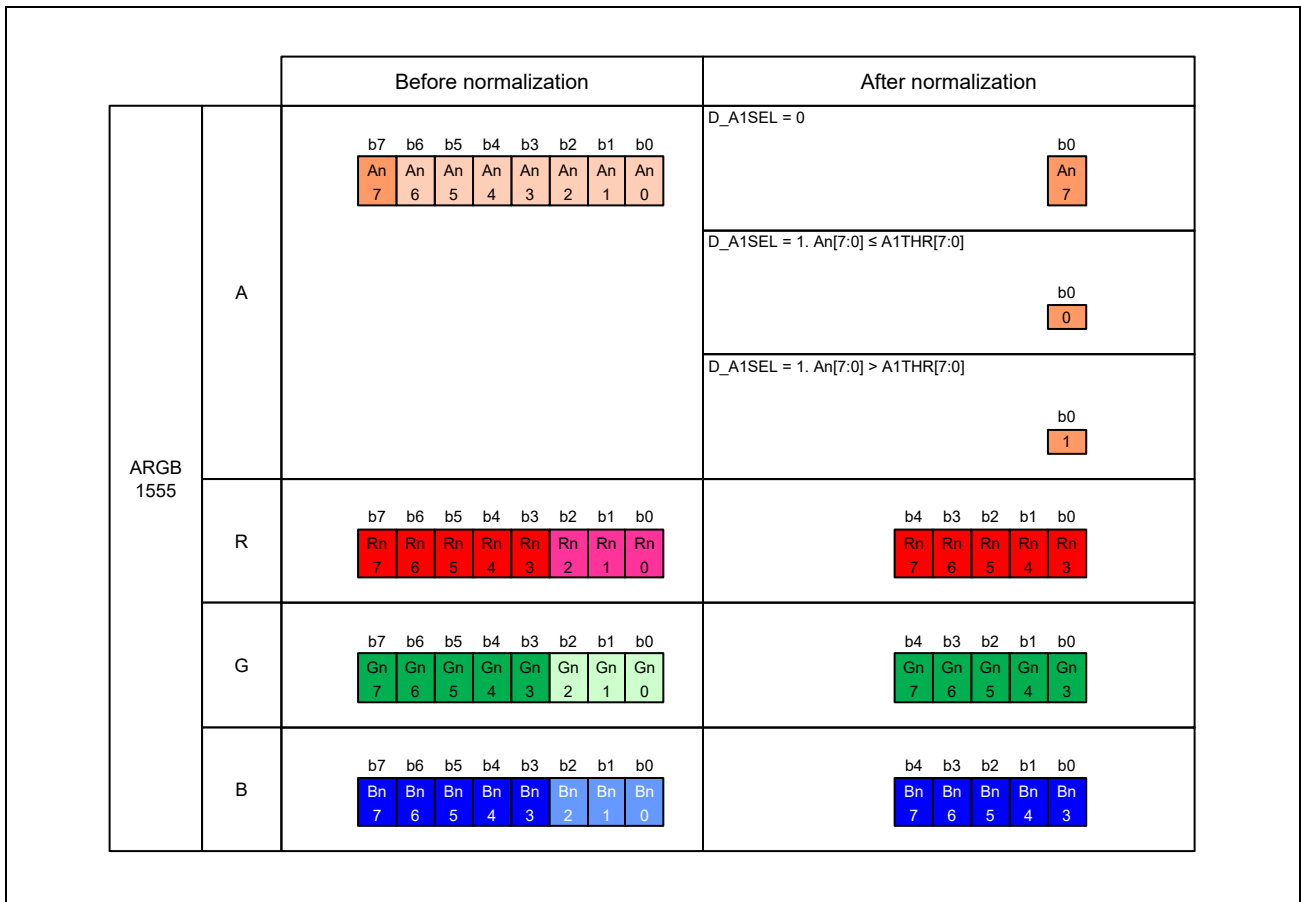 Before normalization
After normalization
ARGB
1555
A
b7 b6 b5 b4 b3 b2 b1 b0
An An An An An An An An
7 6 5 4 3 2 1 0
D_A1SEL = 0
b0
An
7
D_A1SEL = 1. An[7:0] ≤ A1THR[7:0]
b0
0
D_A1SEL = 1. An[7:0] > A1THR[7:0]
b0
1
R
b7 b6 b5 b4 b3 b2 b1 b0
Rn Rn Rn Rn Rn Rn Rn Rn
7 6 5 4 3 2 1 0
b4 b3 b2 b1 b0
Rn Rn Rn Rn Rn
7 6 5 4 3
G
b7 b6 b5 b4 b3 b2 b1 b0
Gn Gn Gn Gn Gn Gn Gn Gn
7 6 5 4 3 2 1 0
b4 b3 b2 b1 b0
Gn Gn Gn Gn Gn
7 6 5 4 3
B
b7 b6 b5 b4 b3 b2 b1 b0
Bn Bn Bn Bn Bn Bn Bn Bn
7 6 5 4 3 2 1 0
b4 b3 b2 b1 b0
Bn Bn Bn Bn Bn
7 6 5 4 3